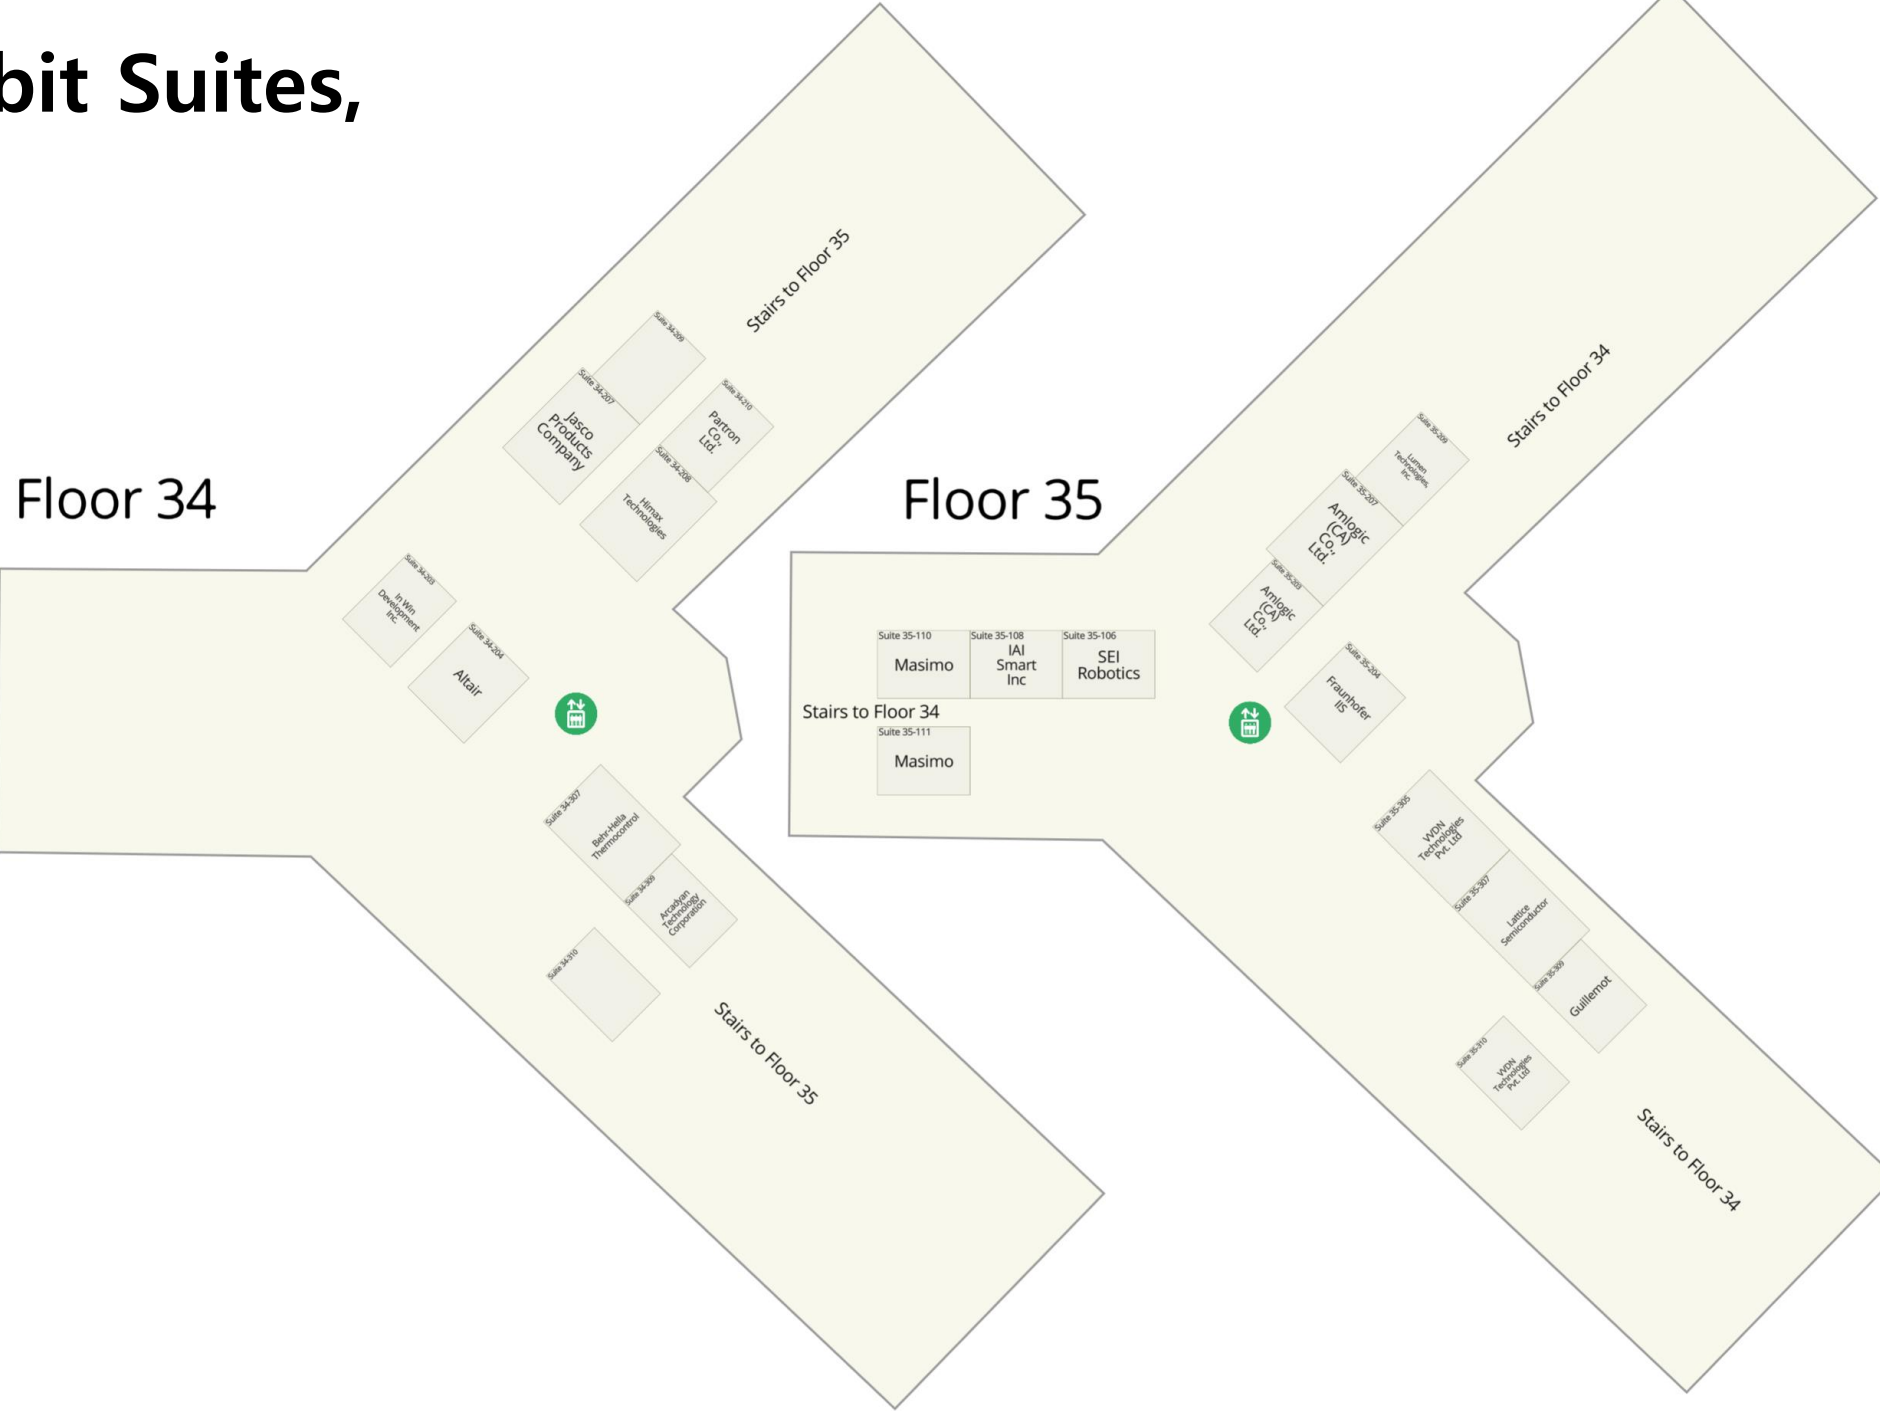 bit Suites,
Floor 34
Stairs to Floor 35
Suite 34-209
Suite 34-207
Jasco
Products
Company
Suite 34-210
Partron
Co.,
Ltd.
Suite 34-208
Himax
Technologies
Suite 34-203
In Win
Development
Inc.
Suite 34-204
Altair
Suite 34-307
Behr-Hella
Thermocontrol
Suite 34-309
Arcadyan
Technology
Corporation
Suite 34-310
Stairs to Floor 35
Floor 35
Stairs to Floor 34
Suite 35-209
Lumen
Technologies,
Inc.
Suite 35-207
Amlogic
(CA)
Co.,
Ltd.
Suite 35-203
Amlogic
(CA)
Co.,
Ltd.
Suite 35-110
Masimo
Suite 35-108
IAI
Smart
Inc
Suite 35-106
SEI
Robotics
Stairs to Floor 34
Suite 35-111
Masimo
Suite 35-204
Fraunhofer
IIS
Suite 35-305
VVDN
Technologies
Pvt. Ltd
Suite 35-307
Lattice
Semiconductor
Suite 35-309
Guillemot
Suite 35-310
VVDN
Technologies
Pvt. Ltd
Stairs to Floor 34